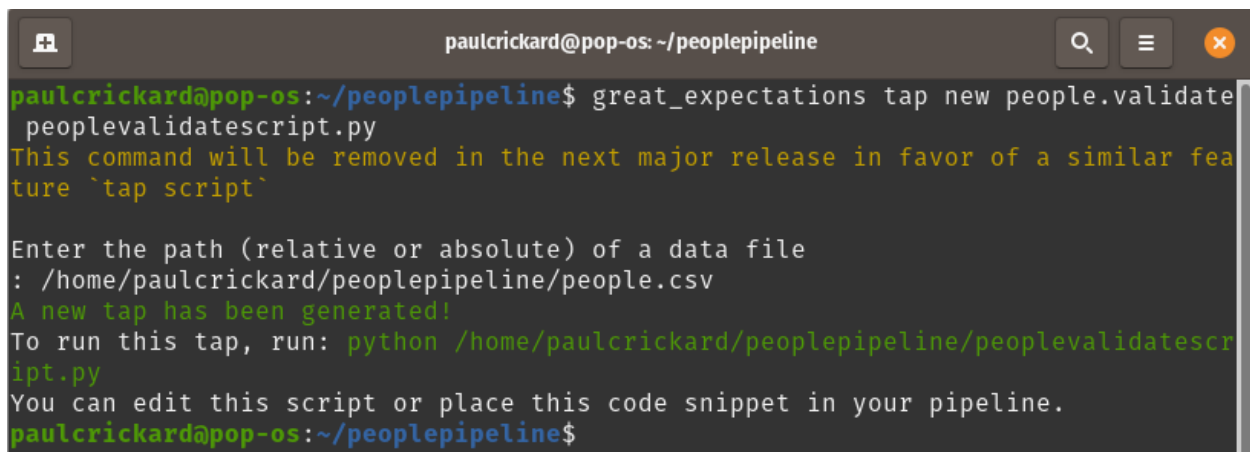 paulcrickard@pop-os: ~/peoplepipeline
paulcrickard@pop-os:~/peoplepipeline$ great_expectations tap new people.validate
 peoplevalidatescript.py
This command will be removed in the next major release in favor of a similar fea
ture `tap script`
Enter the path (relative or absolute) of a data file
: /home/paulcrickard/peoplepipeline/people.csv
A new tap has been generated!
To run this tap, run: python /home/paulcrickard/peoplepipeline/peoplevalidatescr
ipt.py
You can edit this script or place this code snippet in your pipeline.
paulcrickard@pop-os:~/peoplepipeline$